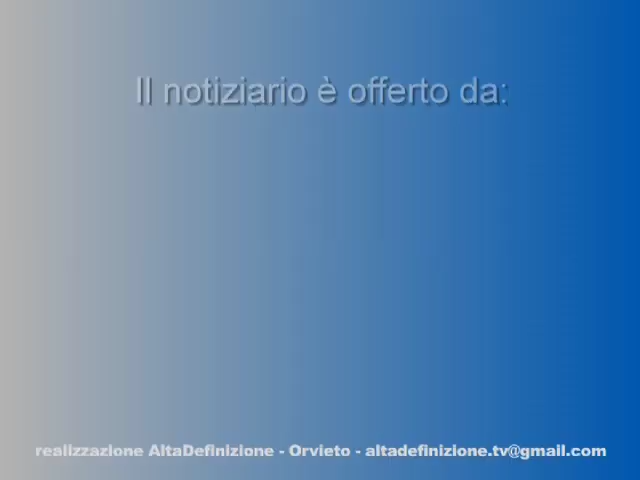 Il notiziario è offerto da:
realizzazione AltaDefinizione - Orvieto - altadefinizione.tv@gmail.com